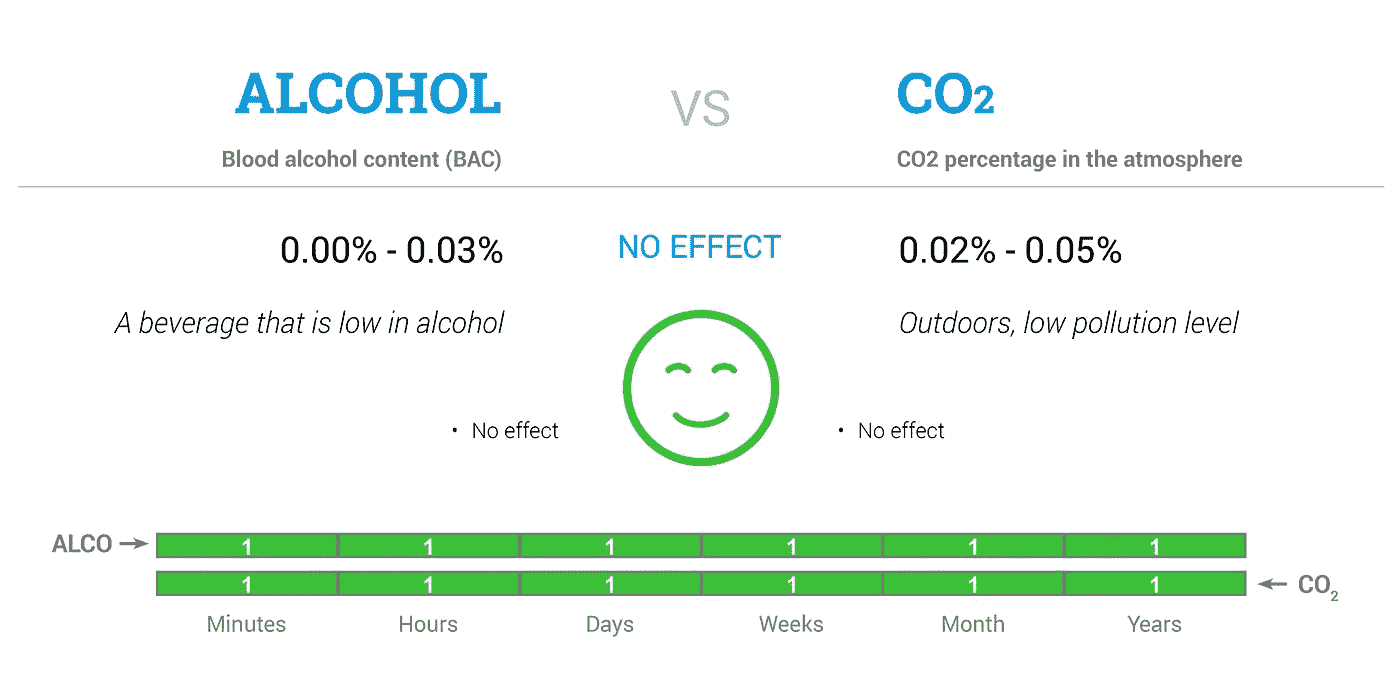 ALCOHOL VS CO2
Blood alcohol content (BAC) CO2 percentage in the atmosphere
0.00% - 0.03% NO EFFECT 0.02% - 0.05%
A beverage that is low in alcohol Outdoors, low pollution level
• No effect • No effect
ALCO → 1 1 1 1 1 1
1 1 1 1 1 1 ← CO₂
Minutes Hours Days Weeks Month Years